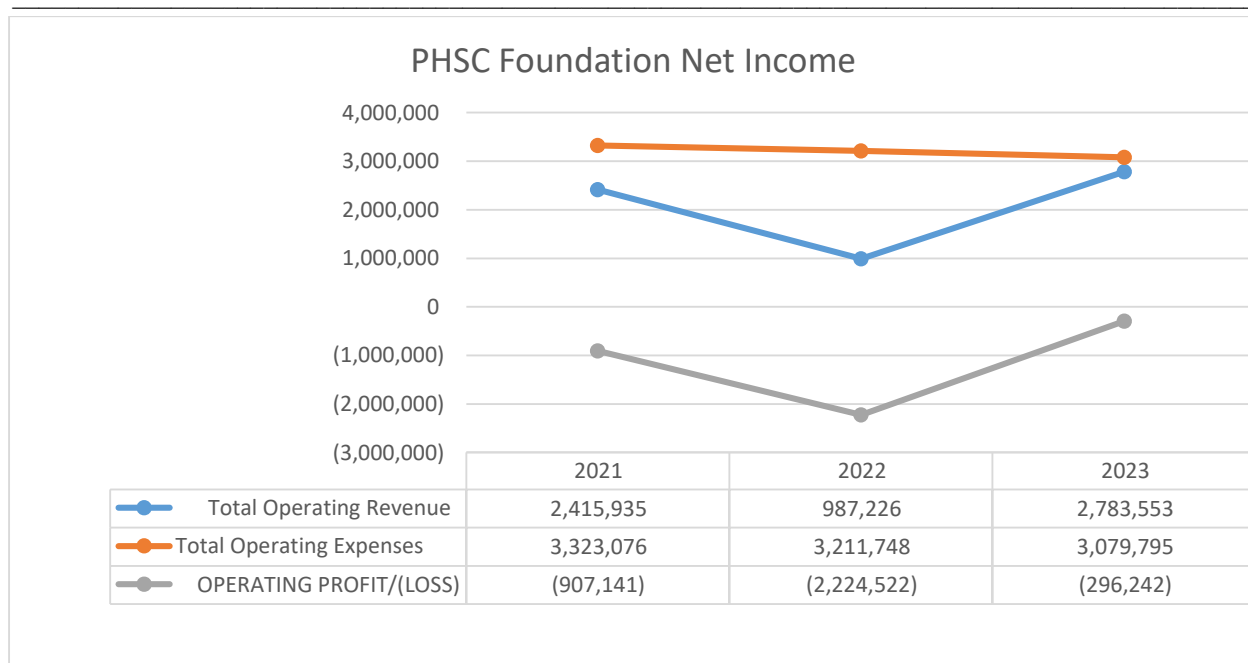 PHSC Foundation Net Income
4,000,000
3,000,000
2,000,000
1,000,000
0
(1,000,000)
(2,000,000)
(3,000,000)
2021 2022 2023
Total Operating Revenue 2,415,935 987,226 2,783,553
Total Operating Expenses 3,323,076 3,211,748 3,079,795
OPERATING PROFIT/(LOSS) (907,141) (2,224,522) (296,242)